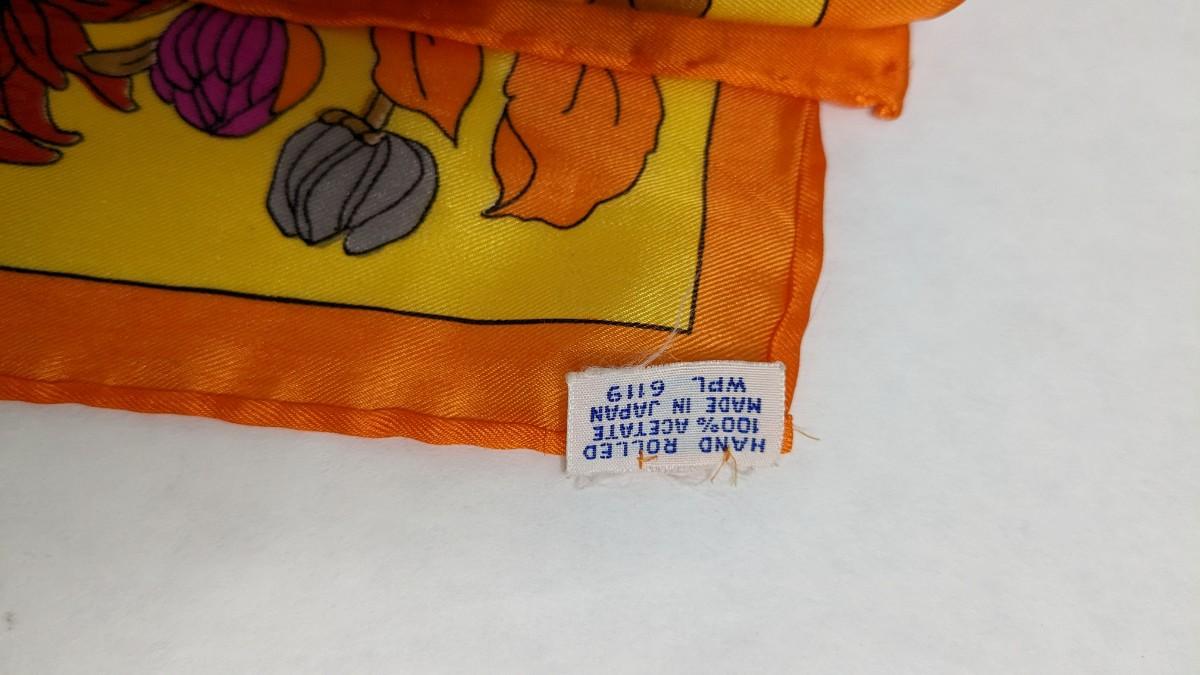 HAND ROLLED
100% ACETATE
MADE IN JAPAN
WPL 6119